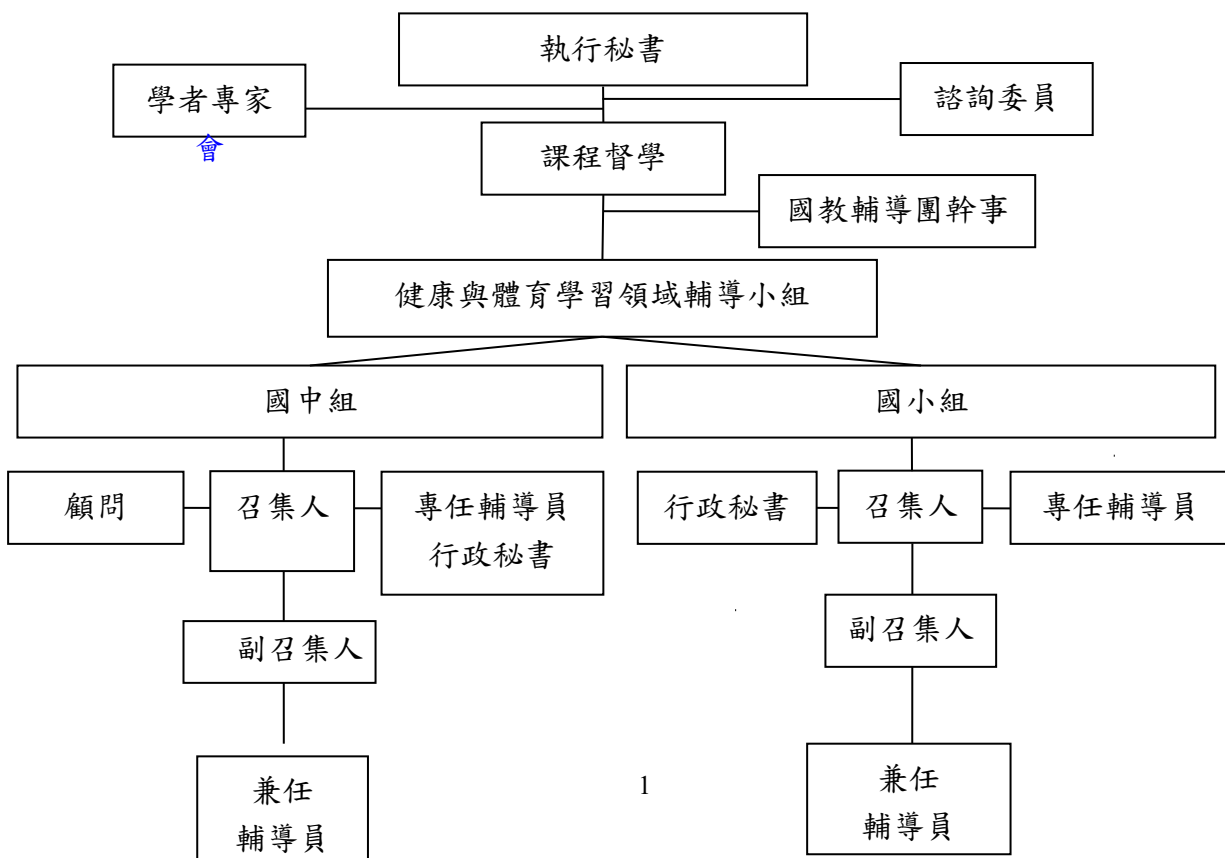 執行秘書
學者專家
會
諮詢委員
課程督學
國教輔導團幹事
健康與體育學習領域輔導小組
國中組
國小組
顧問
召集人
專任輔導員
行政秘書
行政秘書
召集人
專任輔導員
副召集人
副召集人
兼任
輔導員
1
兼任
輔導員